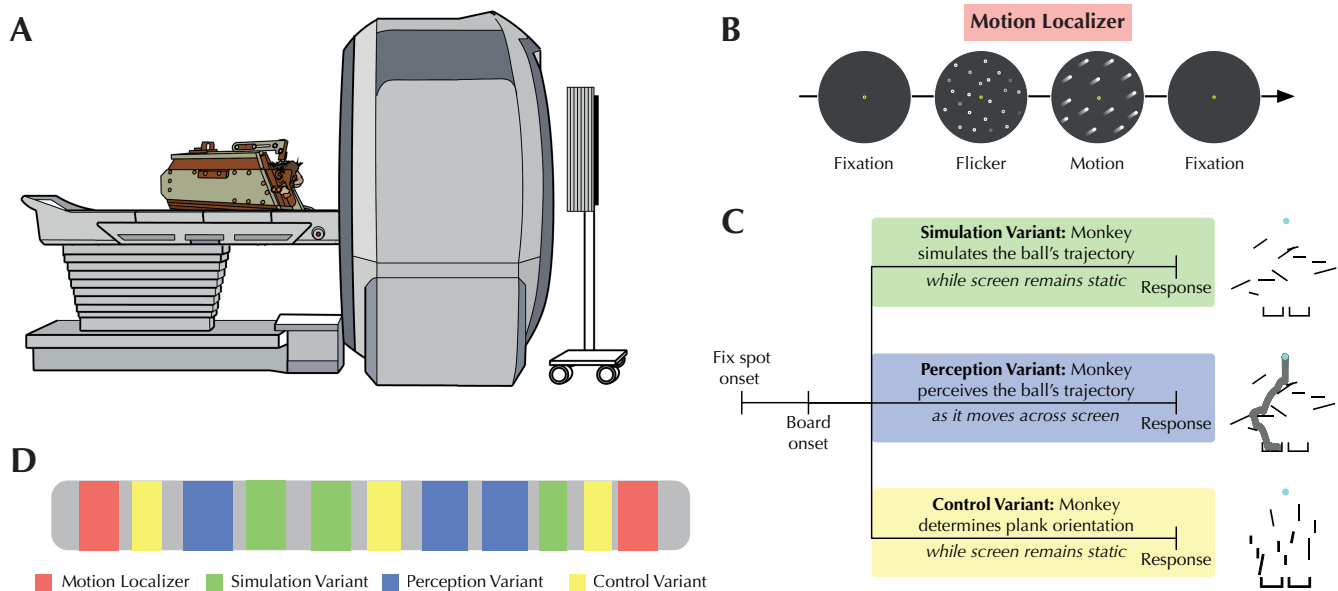 A
B
Motion Localizer
Fixation
Flicker
Motion
Fixation
C
Simulation Variant: Monkey
simulates the ball's trajectory
while screen remains static
Response
Fix spot
onset
Board
onset
Perception Variant: Monkey
perceives the ball's trajectory
as it moves across screen
Response
Control Variant: Monkey
determines plank orientation
while screen remains static
Response
D
Motion Localizer
Simulation Variant
Perception Variant
Control Variant